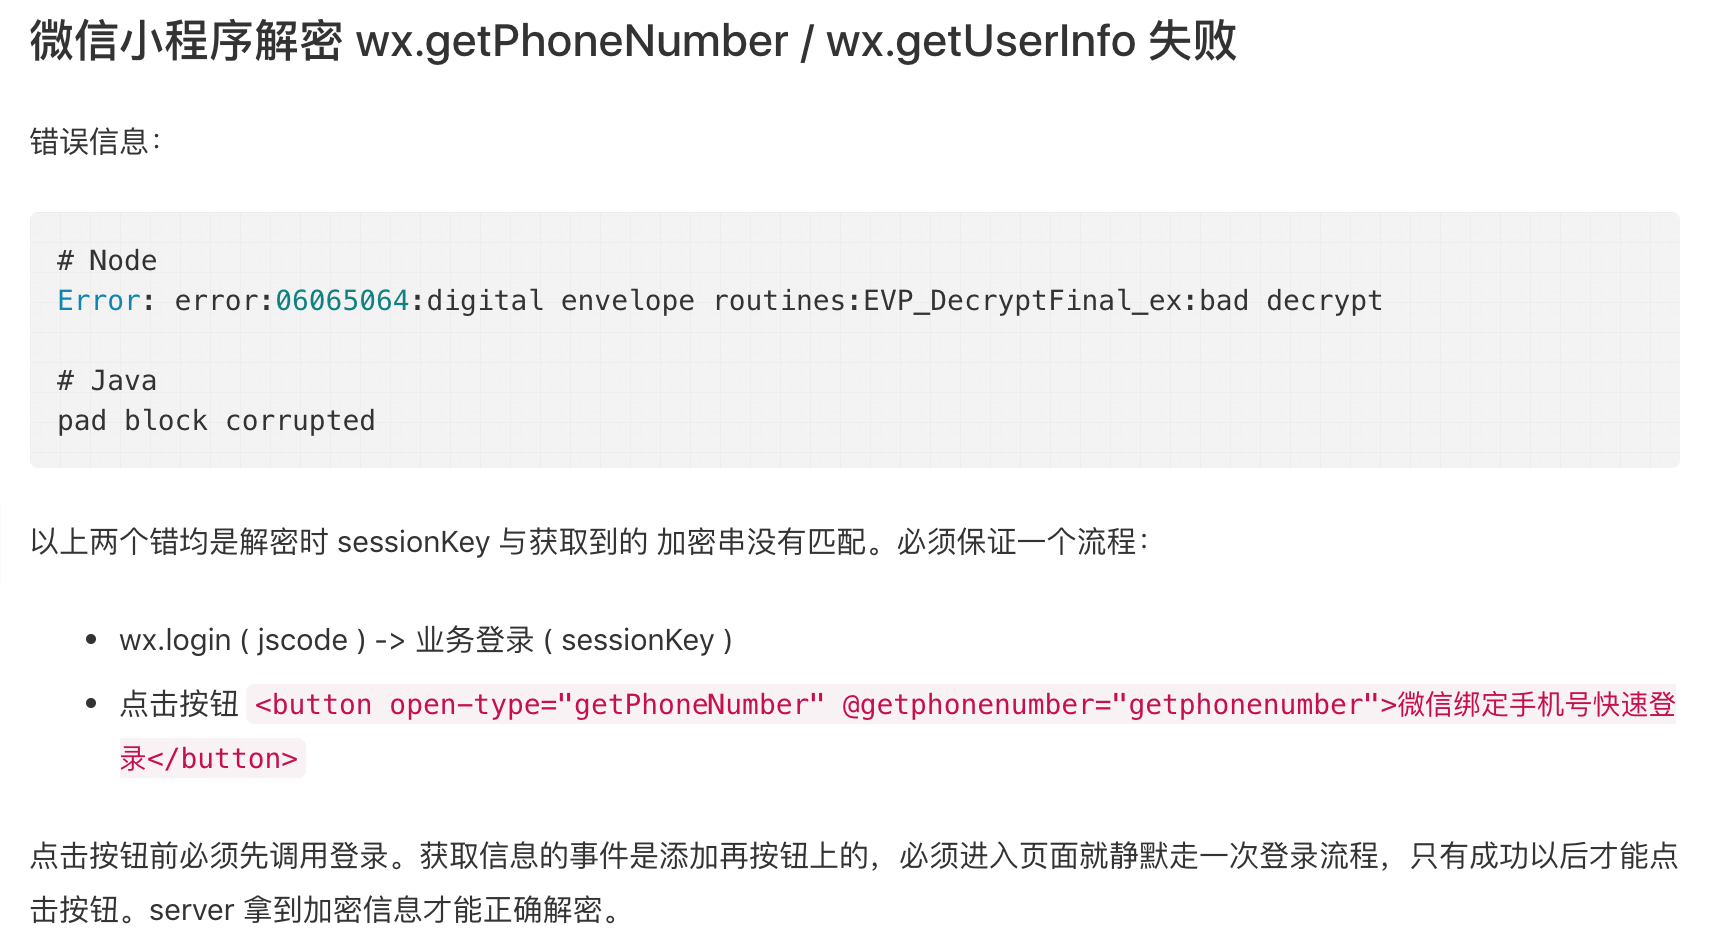 微信小程序解密 wx.getPhoneNumber / wx.getUserInfo 失败
错误信息：
# Node
Error: error:06065064:digital envelope routines:EVP_DecryptFinal_ex:bad decrypt
# Java
pad block corrupted
以上两个错均是解密时 sessionKey 与获取到的 加密串没有匹配。必须保证一个流程：
• wx.login ( jscode ) -> 业务登录 ( sessionKey )
• 点击按钮 <button open-type="getPhoneNumber" @getphonenumber="getphonenumber">微信绑定手机号快速登
录</button>
点击按钮前必须先调用登录。获取信息的事件是添加再按钮上的，必须进入页面就静默走一次登录流程，只有成功以后才能点
击按钮。server 拿到加密信息才能正确解密。